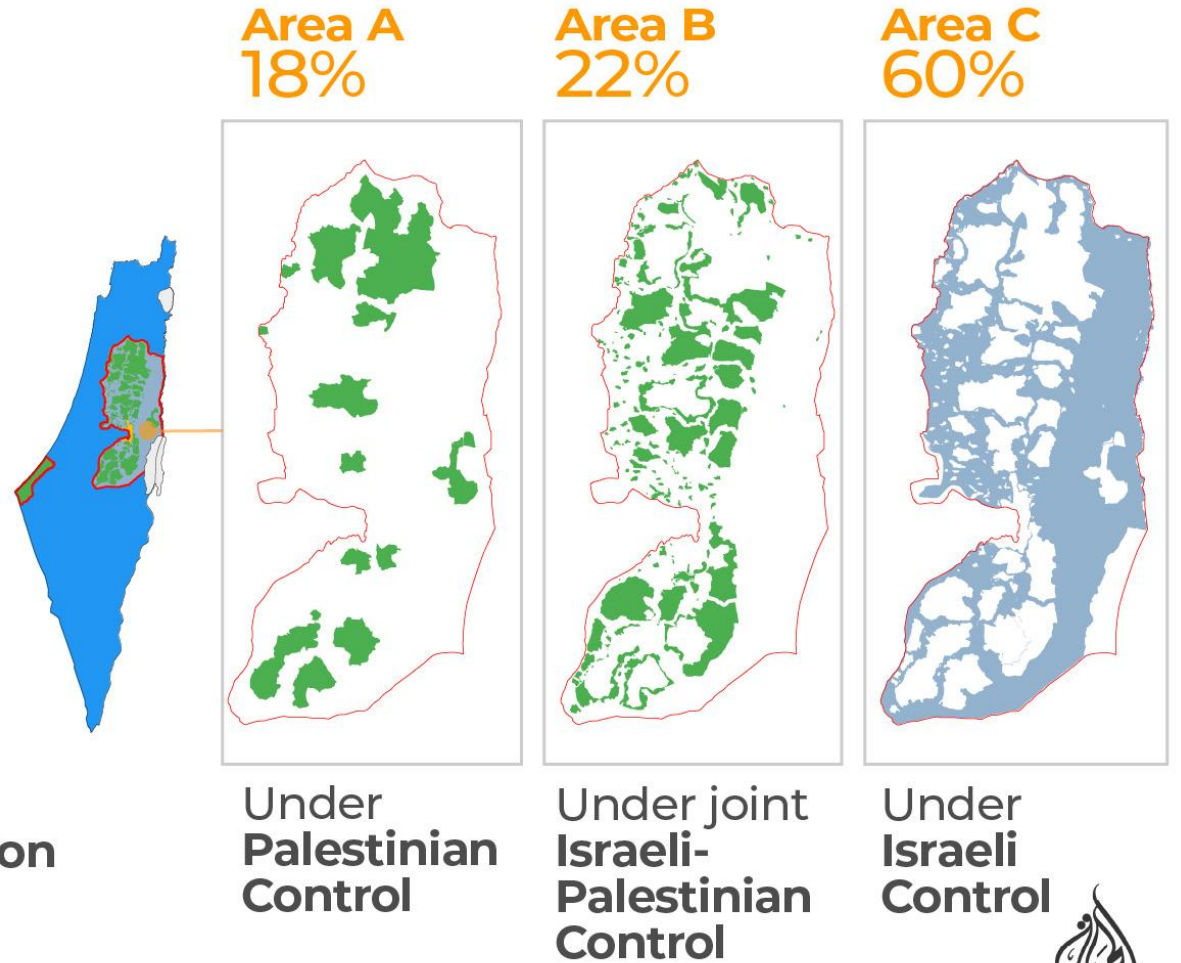 Area A
18%
Area B
22%
Area C
60%
Under
Palestinian
Control
Under joint
Israeli-
Palestinian
Control
Under
Israeli
Control
on